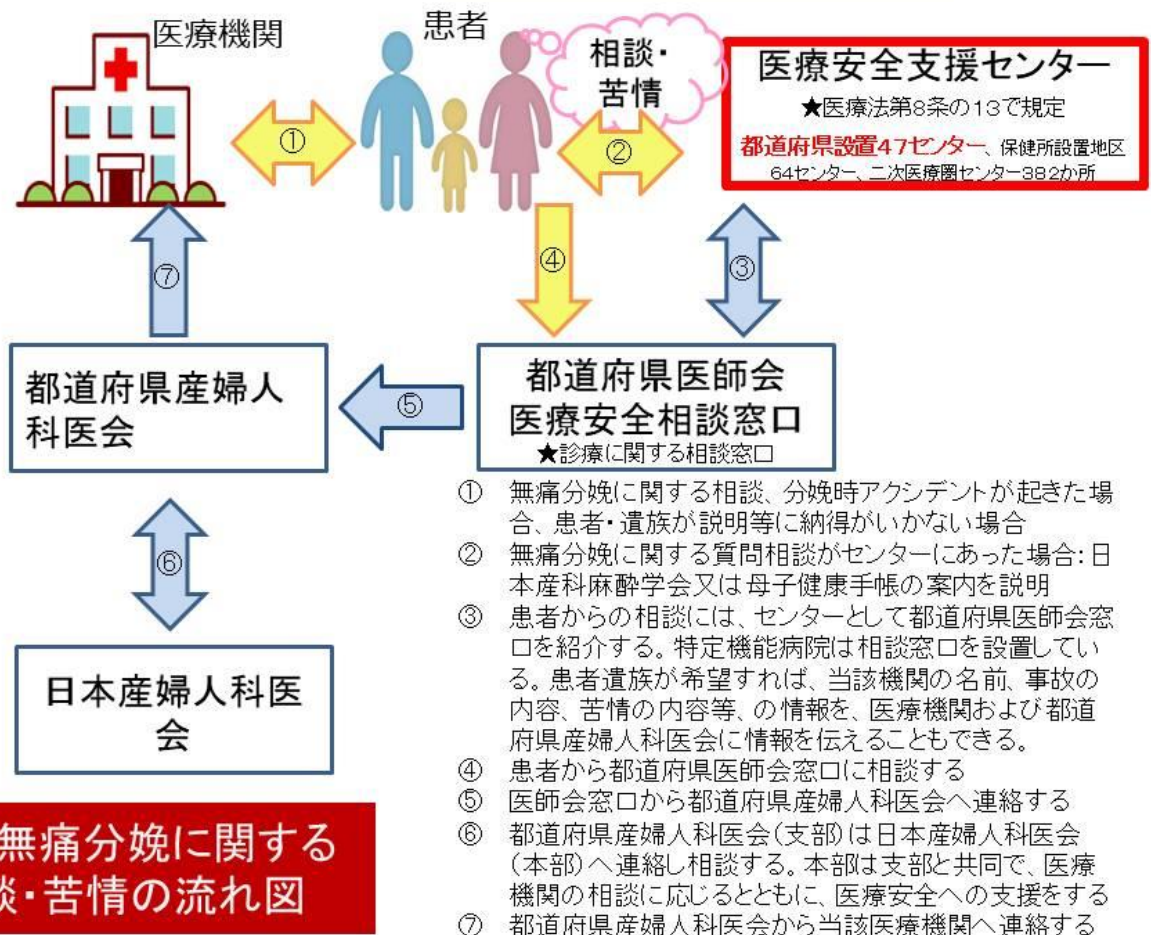 医療機関
患者
相談・
苦情
医療安全支援センター
★医療法第8条の13で規定
都道府県設置47センター、保健所設置地区
64センター、二次医療圏センター382か所
①
②
③
④
⑤
⑥
⑦
都道府県産婦人
科医会
都道府県医師会
医療安全相談窓口
★診療に関する相談窓口
日本産婦人科医
会
① 無痛分娩に関する相談、分娩時アクシデントが起きた場
合、患者・遺族が説明等に納得がいかない場合
② 無痛分娩に関する質問相談がセンターにあった場合:日
本産科麻酔学会又は母子健康手帳の案内を説明
③ 患者からの相談には、センターとして都道府県医師会窓
口を紹介する。特定機能病院は相談窓口を設置してい
る。患者遺族が希望すれば、当該機関の名前、事故の
内容、苦情の内容等、の情報を、医療機関および都道
府県産婦人科医会に情報を伝えることもできる。
④ 患者から都道府県医師会窓口に相談する
⑤ 医師会窓口から都道府県産婦人科医会へ連絡する
⑥ 都道府県産婦人科医会(支部)は日本産婦人科医会
(本部)へ連絡し相談する。本部は支部と共同で、医療
機関の相談に応じるとともに、医療安全への支援をする
⑦ 都道府県産婦人科医会から当該医療機関へ連絡する
無痛分娩に関する
談・苦情の流れ図